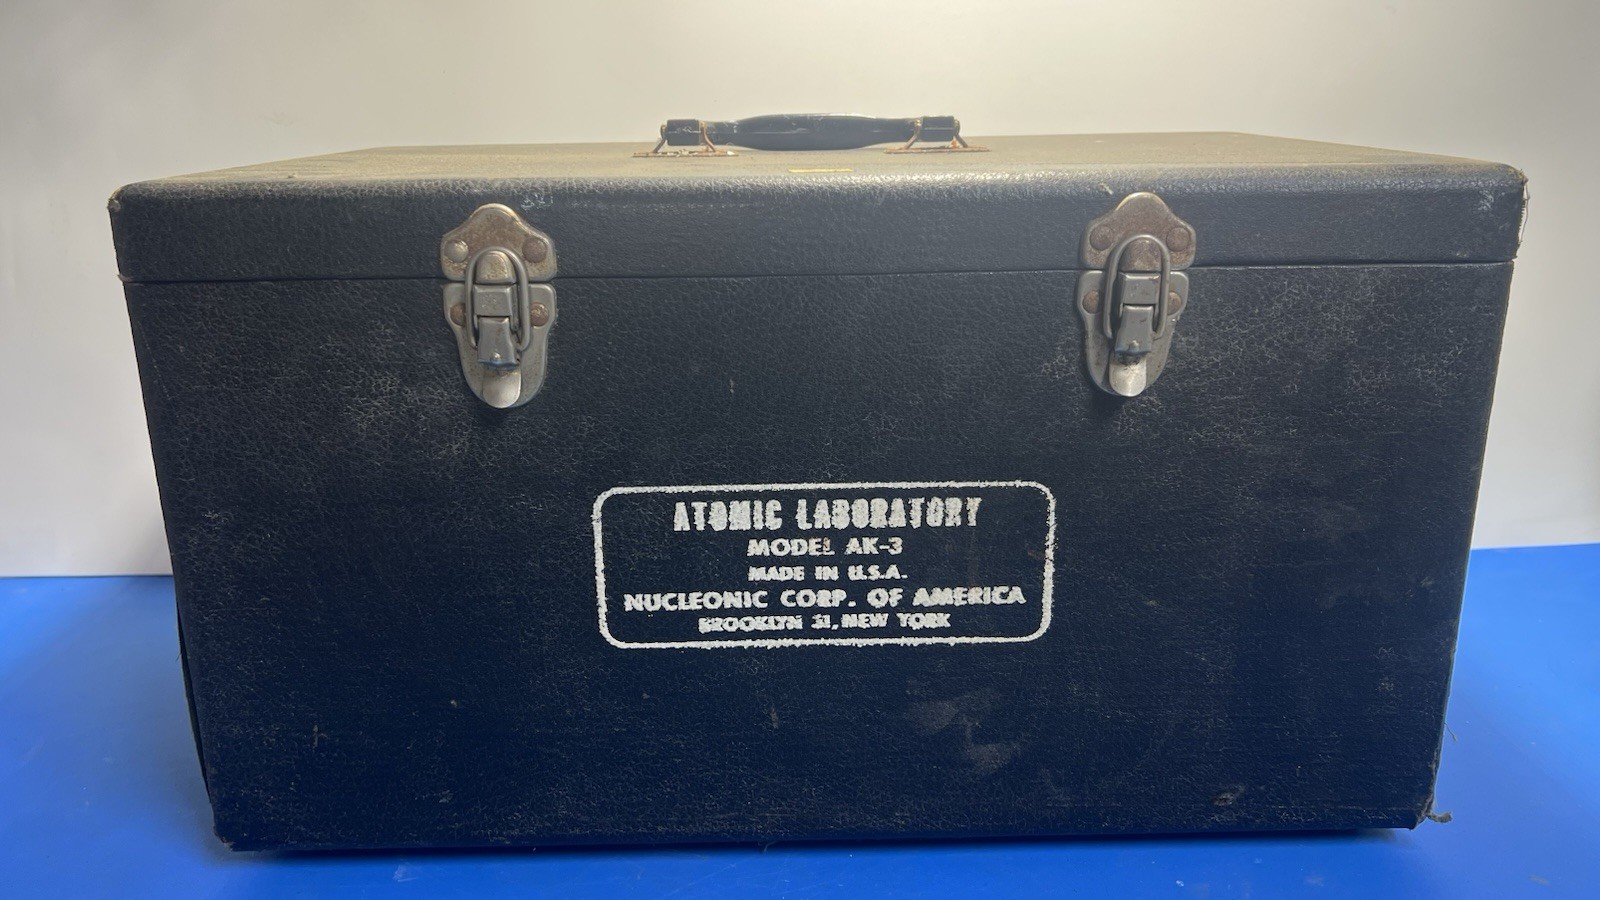 ATOMIC LABORATORY
MODEL AK-3
MADE IN U.S.A.
NUCLEONIC CORP. OF AMERICA
BROOKLYN 31, NEW YORK